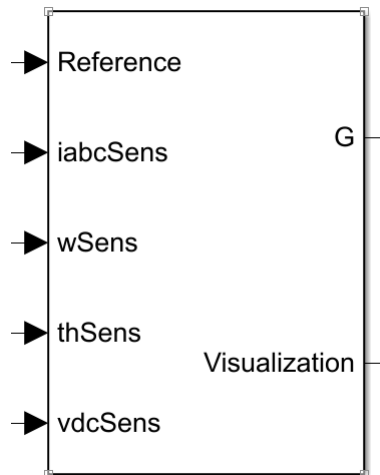 Reference
iabcSens
G
wSens
thSens
Visualization
vdcSens